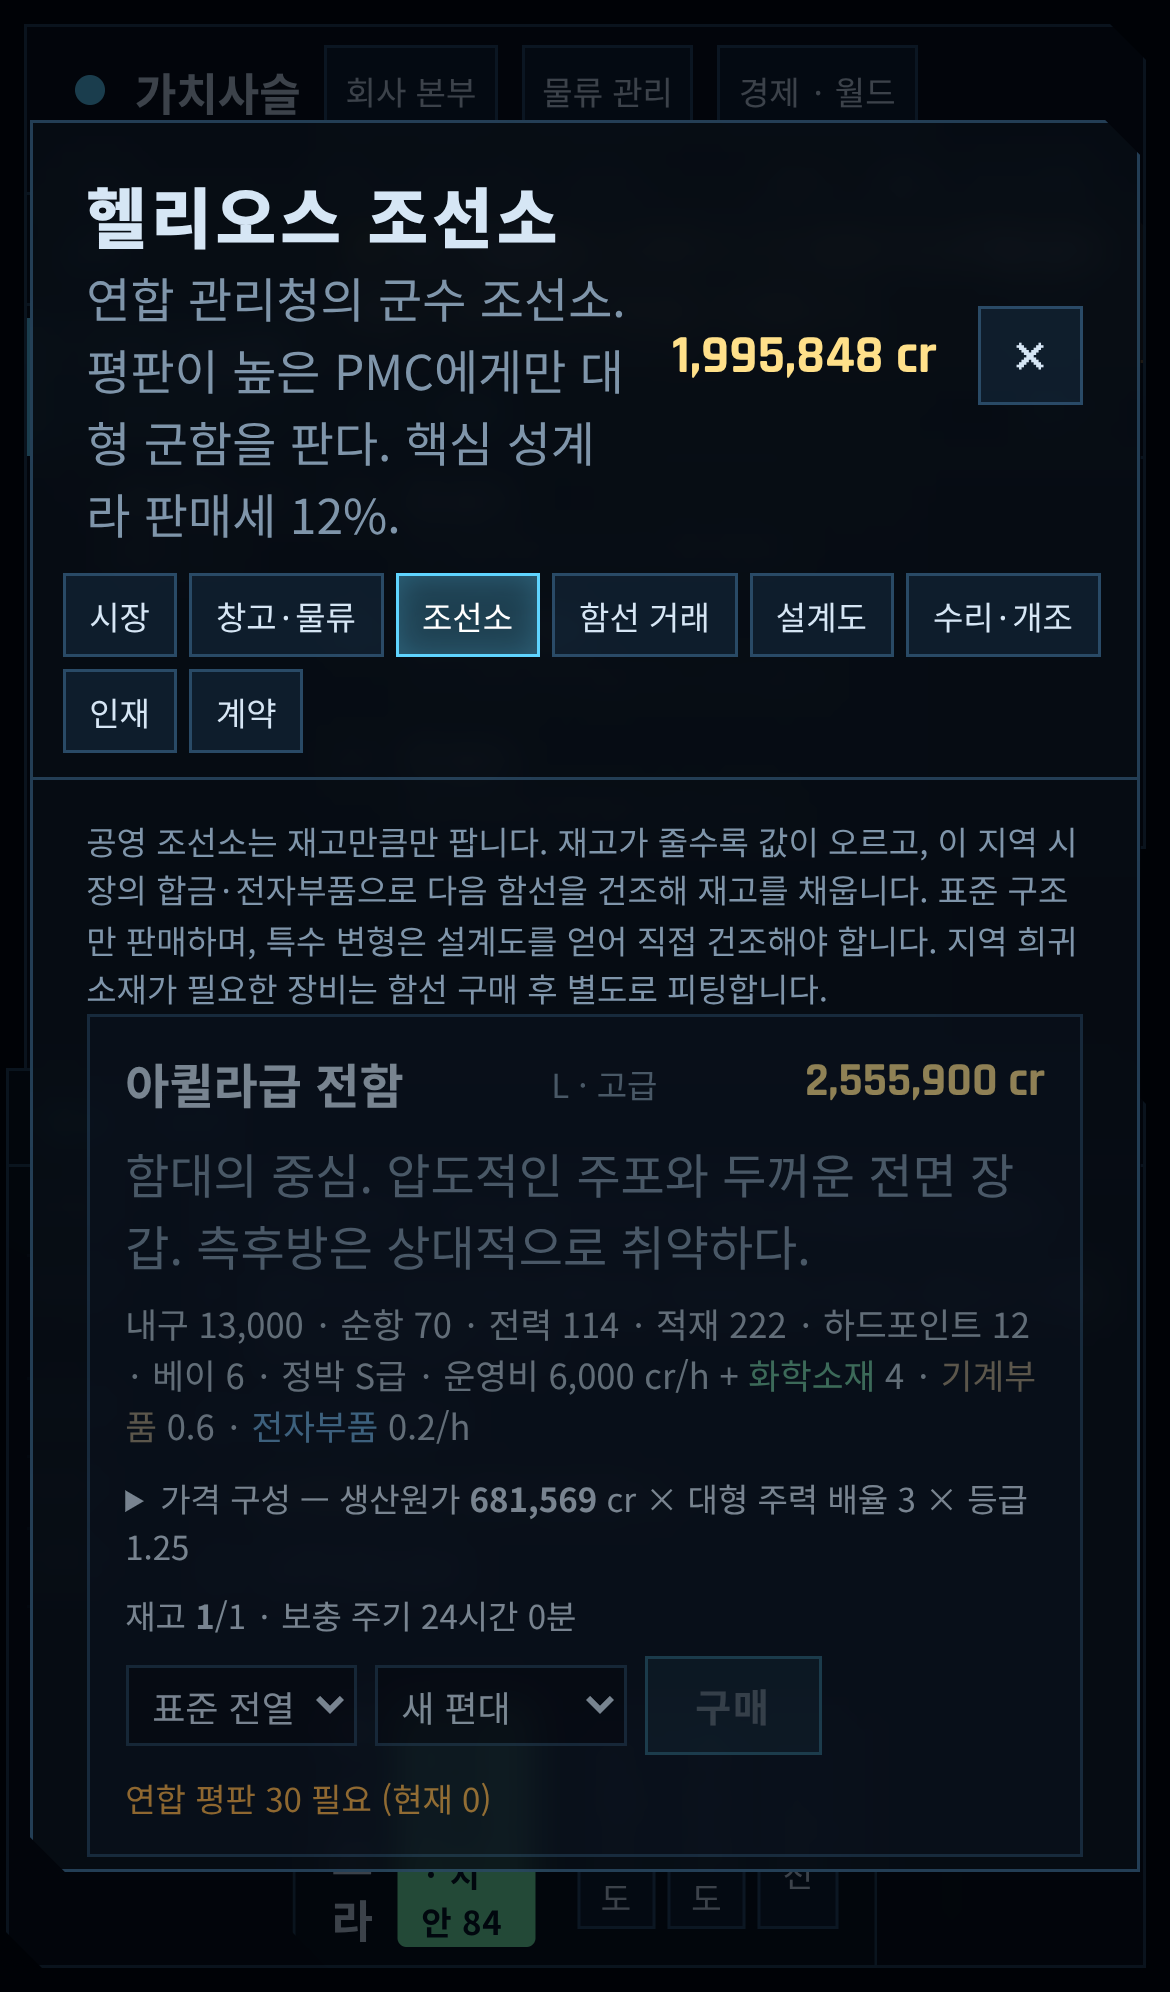 가치사슬 회사 본부 물류 관리 경제 · 월드
헬리오스 조선소
연합 관리청의 군수 조선소.
평판이 높은 PMC에게만 대
형 군함을 판다. 핵심 성계
라 판매세 12%.
1,995,848 cr ✕
시장 창고·물류 조선소 함선 거래 설계도 수리·개조
인재 계약
공영 조선소는 재고만큼만 팝니다. 재고가 줄수록 값이 오르고, 이 지역 시
장의 합금·전자부품으로 다음 함선을 건조해 재고를 채웁니다. 표준 구조
만 판매하며, 특수 변형은 설계도를 얻어 직접 건조해야 합니다. 지역 희귀
소재가 필요한 장비는 함선 구매 후 별도로 피팅합니다.
아퀼라급 전함 L · 고급 2,555,900 cr
함대의 중심. 압도적인 주포와 두꺼운 전면 장
갑. 측후방은 상대적으로 취약하다.
내구 13,000 · 순항 70 · 전력 114 · 적재 222 · 하드포인트 12
· 베이 6 · 정박 S급 · 운영비 6,000 cr/h + 화학소재 4 · 기계부
품 0.6 · 전자부품 0.2/h
▶ 가격 구성 — 생산원가 681,569 cr × 대형 주력 배율 3 × 등급
1.25
재고 1/1 · 보충 주기 24시간 0분
표준 전열 새 편대 구매
연합 평판 30 필요 (현재 0)
도 도
라 안 84